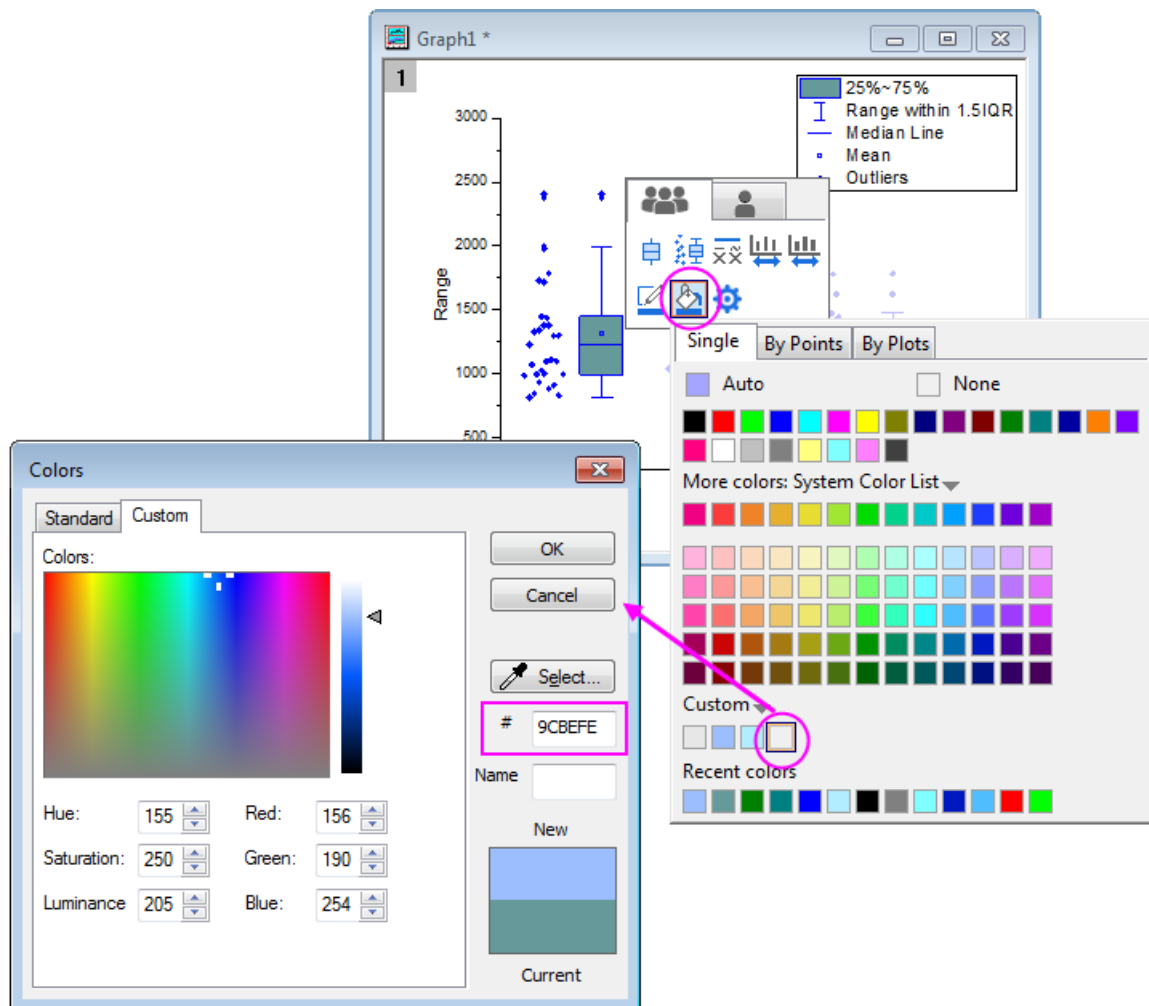 Graph1 *
1
25%~75%
Range within 1.5IQR
Median Line
Mean
Outliers
3000
2500
2000
1500
1000
500
Range
Single
By Points
By Plots
Auto
None
More colors: System Color List
Custom
Recent colors
Colors
Standard
Custom
Colors:
OK
Cancel
Select...
# 9CBEFE
Name
New
Current
Hue: 155 Red: 156
Saturation: 250 Green: 190
Luminance 205 Blue: 254